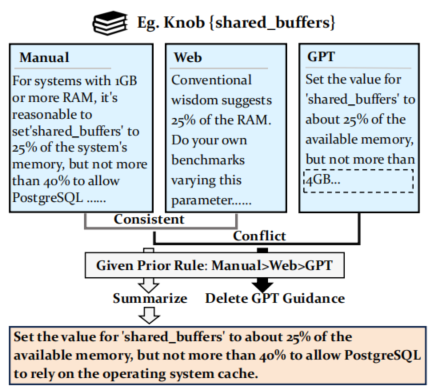 Eg. Knob {shared_buffers}
Manual
For systems with 1GB
or more RAM, it's
reasonable to
set'shared_buffers' to
25% of the system's
memory, but not more
than 40% to allow
PostgreSQL ......
Web
Conventional
wisdom suggests
25% of the RAM.
Do your own
benchmarks
varying this
parameter......
GPT
Set the value for
'shared_buffers' to
about 25% of the
available memory,
but not more than
4GB...
Consistent
Conflict
Given Prior Rule: Manual>Web>GPT
Summarize
Delete GPT Guidance
Set the value for 'shared_buffers' to about 25% of the
available memory, but not more than 40% to allow PostgreSQL
to rely on the operating system cache.